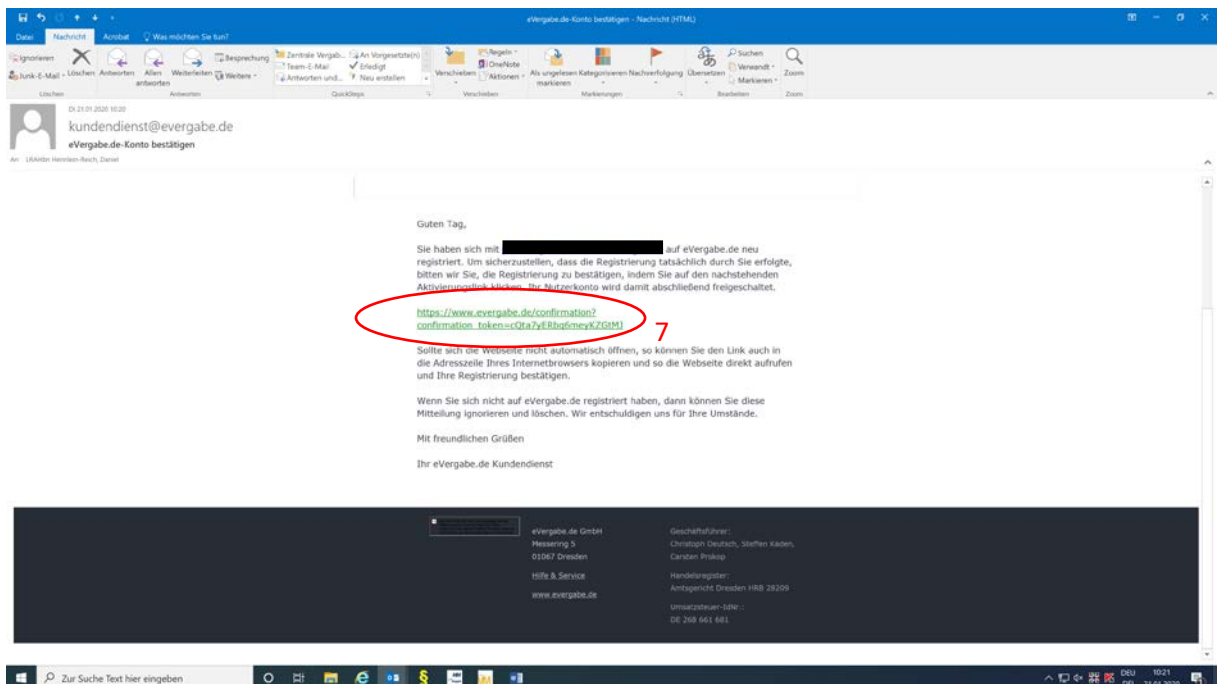 eVergabe.de-Konto bestätigen - Nachricht (HTML)
Datei Nachricht Acrobat Was möchten Sie tun?
Ignorieren
Junk-E-Mail
Löschen
Antworten
Allen antworten
Weiterleiten
Besprechung
Weitere
Zentrale Vergab...
Team-E-Mail
Antworten und...
An Vorgesetzte(n)
Erledigt
Neu erstellen
Verschieben
Regeln
OneNote
Aktionen
Als ungelesen markieren
Kategorisieren
Nachverfolgung
Übersetzen
Suchen
Verwandt
Markieren
Zoom
Löschen Antworten QuickSteps Verschieben Markierungen Bearbeiten Zoom
Di 21.01.2020 10:20
kundendienst@evergabe.de
eVergabe.de-Konto bestätigen
An
Guten Tag,
Sie haben sich mit auf eVergabe.de neu
registriert. Um sicherzustellen, dass die Registrierung tatsächlich durch Sie erfolgte,
bitten wir Sie, die Registrierung zu bestätigen, indem Sie auf den nachstehenden
Aktivierungslink klicken. Ihr Nutzerkonto wird damit abschließend freigeschaltet.
https://www.evergabe.de/confirmation?
confirmation_token=cQta7yERbq6meyKZGtMJ
7
Sollte sich die Webseite nicht automatisch öffnen, so können Sie den Link auch in
die Adresszeile Ihres Internetbrowsers kopieren und so die Webseite direkt aufrufen
und Ihre Registrierung bestätigen.
Wenn Sie sich nicht auf eVergabe.de registriert haben, dann können Sie diese
Mitteilung ignorieren und löschen. Wir entschuldigen uns für Ihre Umstände.
Mit freundlichen Grüßen
Ihr eVergabe.de Kundendienst
eVergabe.de GmbH
Messering 5
01067 Dresden
Hilfe & Service
www.evergabe.de
Geschäftsführer:
Christoph Deutsch, Steffen Kaden,
Carsten Prokop
Handelsregister:
Amtsgericht Dresden HRB 28209
Umsatzsteuer-IdNr.:
DE 268 661 681
Zur Suche Text hier eingeben
DEU 10:21
21.01.2020